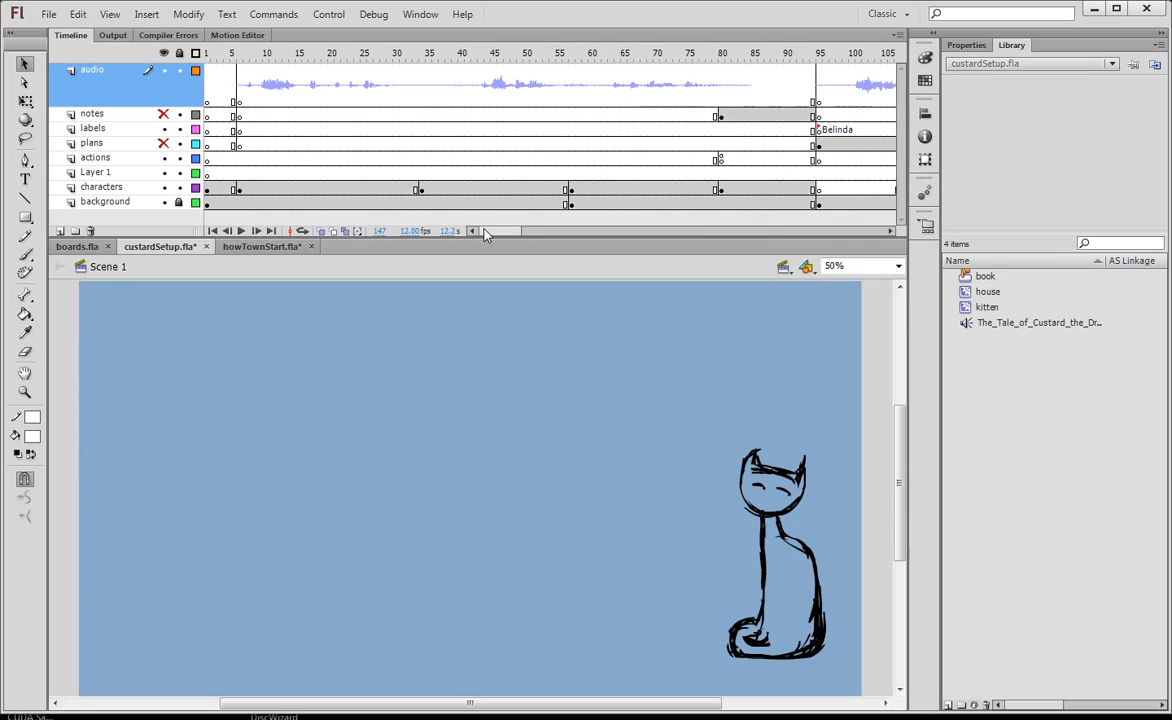 Fl File Edit View Insert Modify Text Commands Control Debug Window Help Classic
Timeline Output Compiler Errors Motion Editor
Properties Library
1 5 10 15 20 25 30 35 40 45 50 55 60 65 70 75 80 85 90 95 100 105
custardSetup.fla
audio
notes
labels Belinda
plans
actions
Layer 1
characters
background
147 12.00 fps 12.2 s
boards.fla × custardSetup.fla* × howTownStart.fla* ×
4 items
Scene 1 50%
Name AS Linkage
book
house
kitten
The_Tale_of_Custard_the_Dr...
DiscWizard